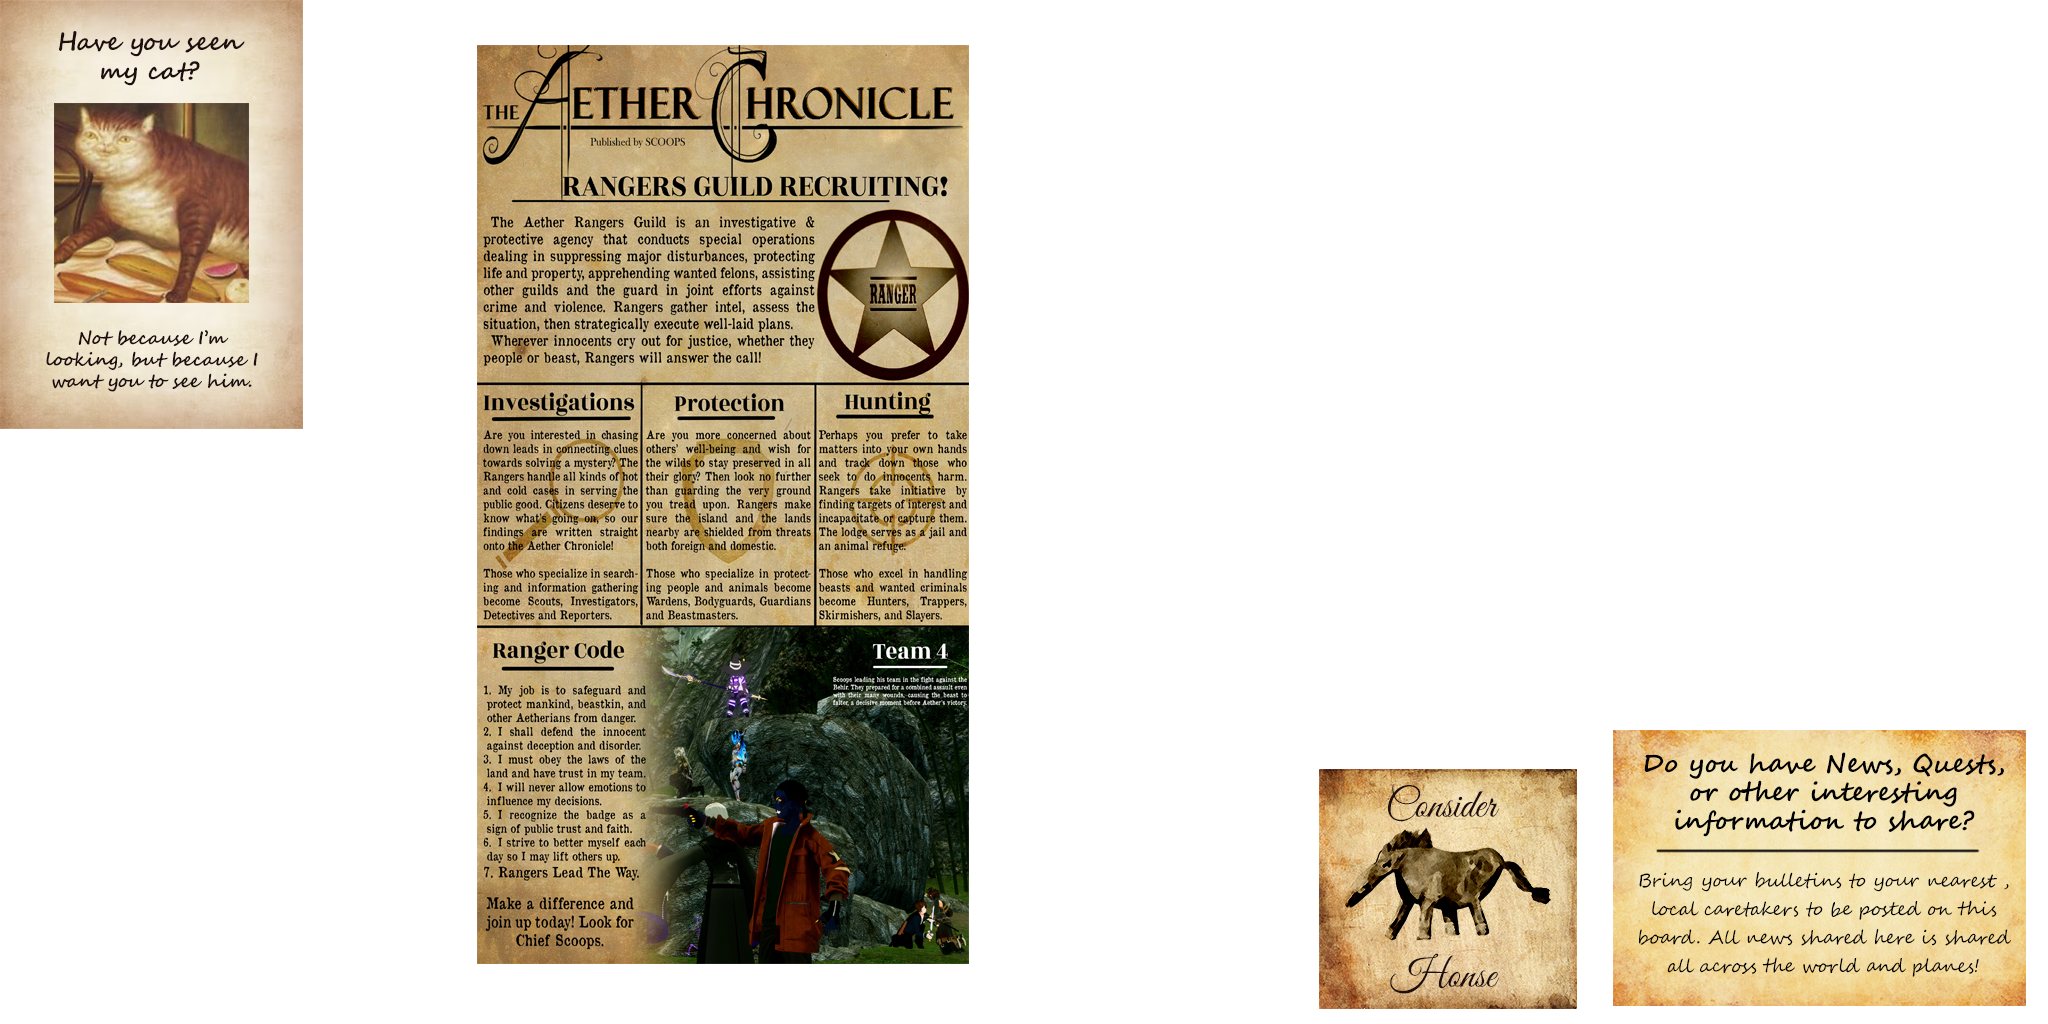 Have you seen
my cat?
Not because I'm
looking, but because I
want you to see him.
THE AETHER CHRONICLE
Published by SCOOPS
RANGERS GUILD RECRUITING!
The Aether Rangers Guild is an investigative &
protective agency that conducts special operations
dealing in suppressing major disturbances, protecting
life and property, apprehending wanted felons, assisting
other guilds and the guard in joint efforts against
crime and violence. Rangers gather intel, assess the
situation, then strategically execute well-laid plans.
Wherever innocents cry out for justice, whether they
people or beast, Rangers will answer the call!
RANGER
Investigations
Are you interested in chasing
down leads in connecting clues
towards solving a mystery? The
Rangers handle all kinds of hot
and cold cases in serving the
public good. Citizens deserve to
know what's going on, so our
findings are written straight
onto the Aether Chronicle!
Those who specialize in search-
ing and information gathering
become Scouts, Investigators,
Detectives and Reporters.
Protection
Are you more concerned about
others' well-being and wish for
the wilds to stay preserved in all
their glory? Then look no further
than guarding the very ground
you tread upon. Rangers make
sure the island and the lands
nearby are shielded from threats
both foreign and domestic.
Those who specialize in protect-
ing people and animals become
Wardens, Bodyguards, Guardians
and Beastmasters.
Hunting
Perhaps you prefer to take
matters into your own hands
and track down those who
seek to do innocents harm.
Rangers take initiative by
finding targets of interest and
incapacitate or capture them.
The lodge serves as a jail and
an animal refuge.
Those who excel in handling
beasts and wanted criminals
become Hunters, Trappers,
Skirmishers, and Slayers.
Ranger Code
1. My job is to safeguard and
protect mankind, beastkin, and
other Aetherians from danger.
2. I shall defend the innocent
against deception and disorder.
3. I must obey the laws of the
land and have trust in my team.
4. I will never allow emotions to
influence my decisions.
5. I recognize the badge as a
sign of public trust and faith.
6. I strive to better myself each
day so I may lift others up.
7. Rangers Lead The Way.
Make a difference and
join up today! Look for
Chief Scoops.
Team 4
Scoops leading his team in the fight against the
Behir. They prepared for a combined assault even
with their many wounds, causing the beast to
falter, a decisive moment before Aether's victory.
Consider
Honse
Do you have News, Quests,
or other interesting
information to share?
Bring your bulletins to your nearest ,
local caretakers to be posted on this
board. All news shared here is shared
all across the world and planes!